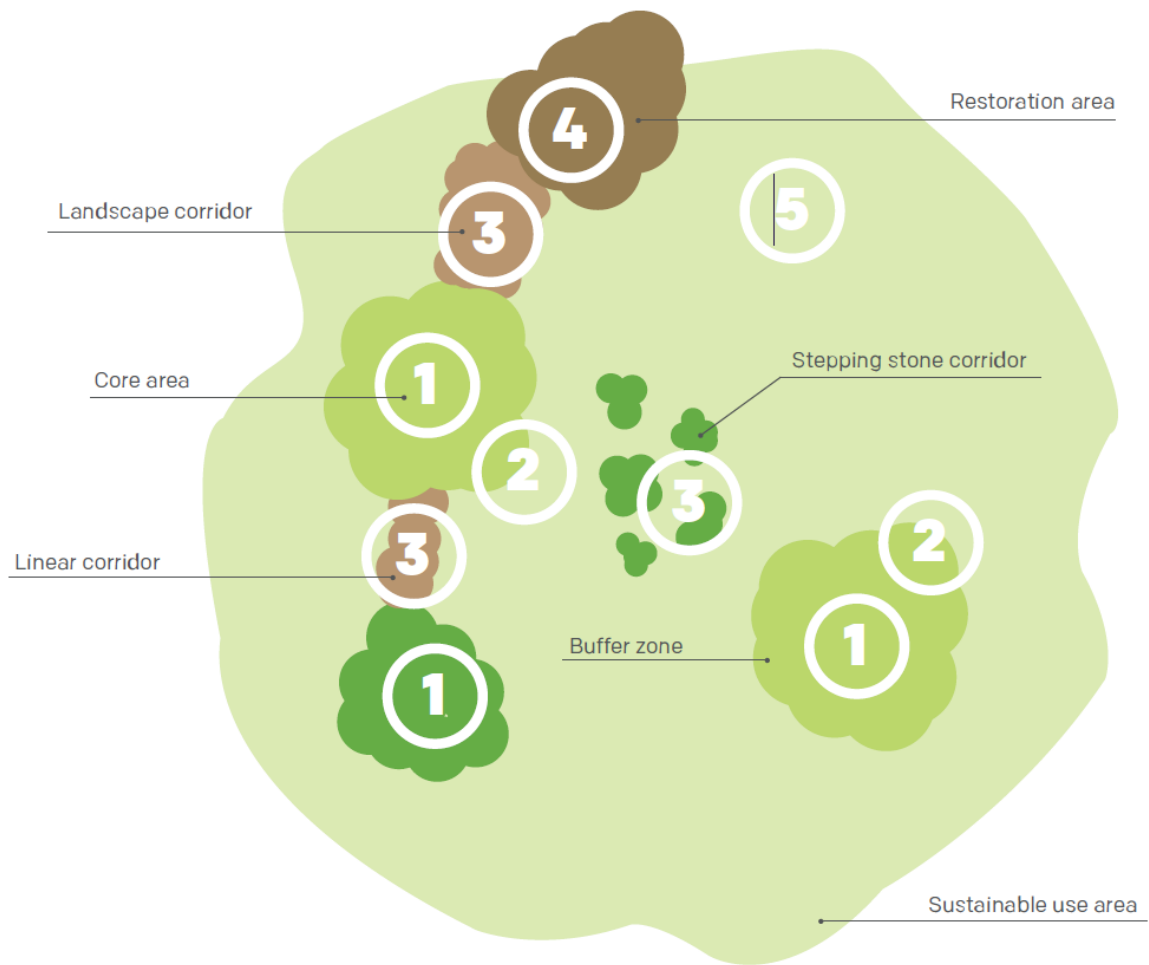 4
Restoration area
5
Landscape corridor
3
Stepping stone corridor
Core area
1
2
3
2
Linear corridor
3
Buffer zone
1
1
Sustainable use area